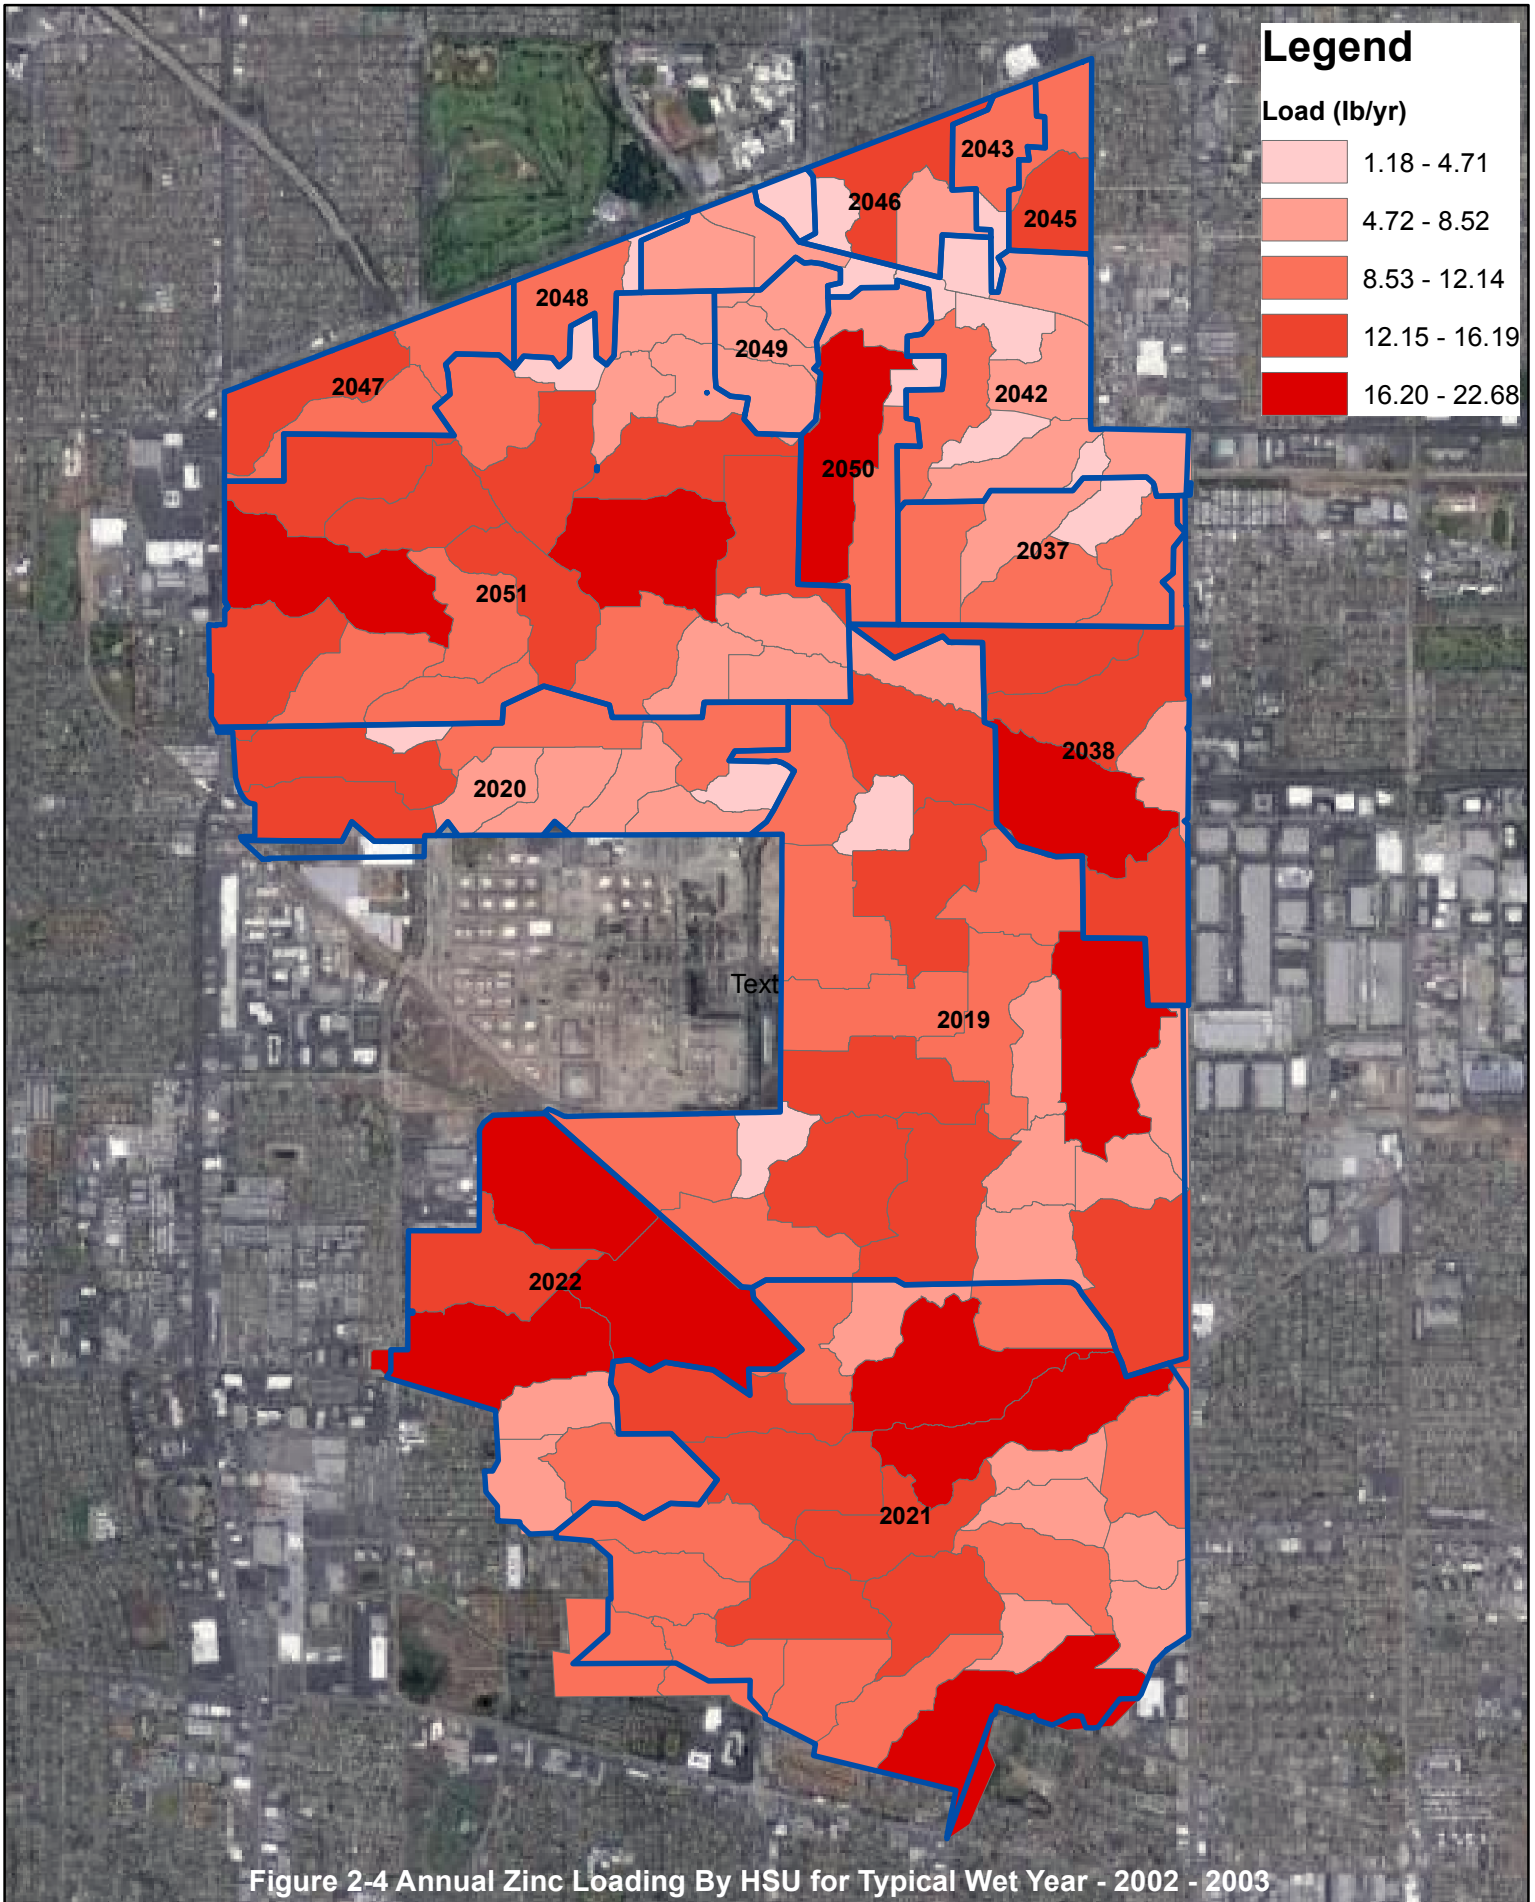 Legend
Load (lb/yr)
1.18 - 4.71
4.72 - 8.52
8.53 - 12.14
12.15 - 16.19
16.20 - 22.68
2043
2046
2045
2048
2049
2047
2042
2050
2037
2051
2038
2020
Text
2019
2022
2021
Figure 2-4 Annual Zinc Loading By HSU for Typical Wet Year - 2002 - 2003